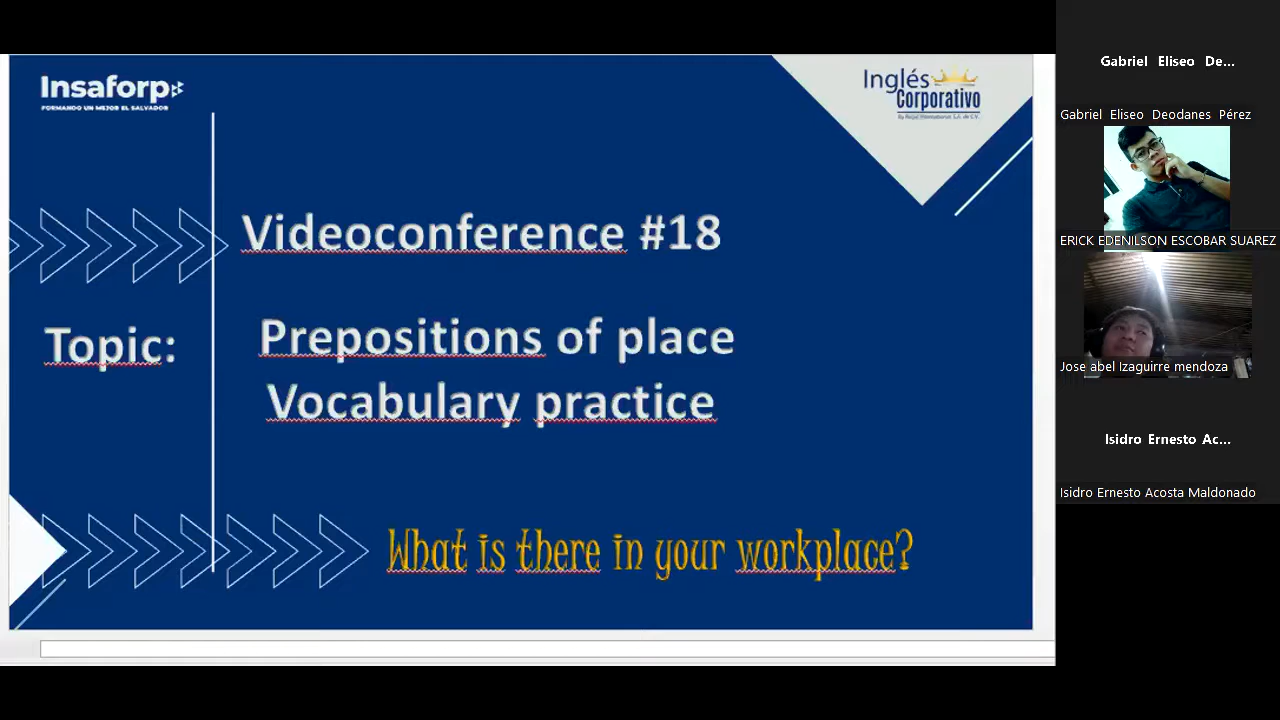 Insaforp
FORMANDO UN MEJOR EL SALVADOR
Inglés
Corporativo
Videoconference #18
Topic:
Prepositions of place
Vocabulary practice
What is there in your workplace?
Gabriel Eliseo De...
Gabriel Eliseo Deodanes Pérez
ERICK EDENILSON ESCOBAR SUAREZ
Jose abel Izaguirre mendoza
Isidro Ernesto Ac...
Isidro Ernesto Acosta Maldonado